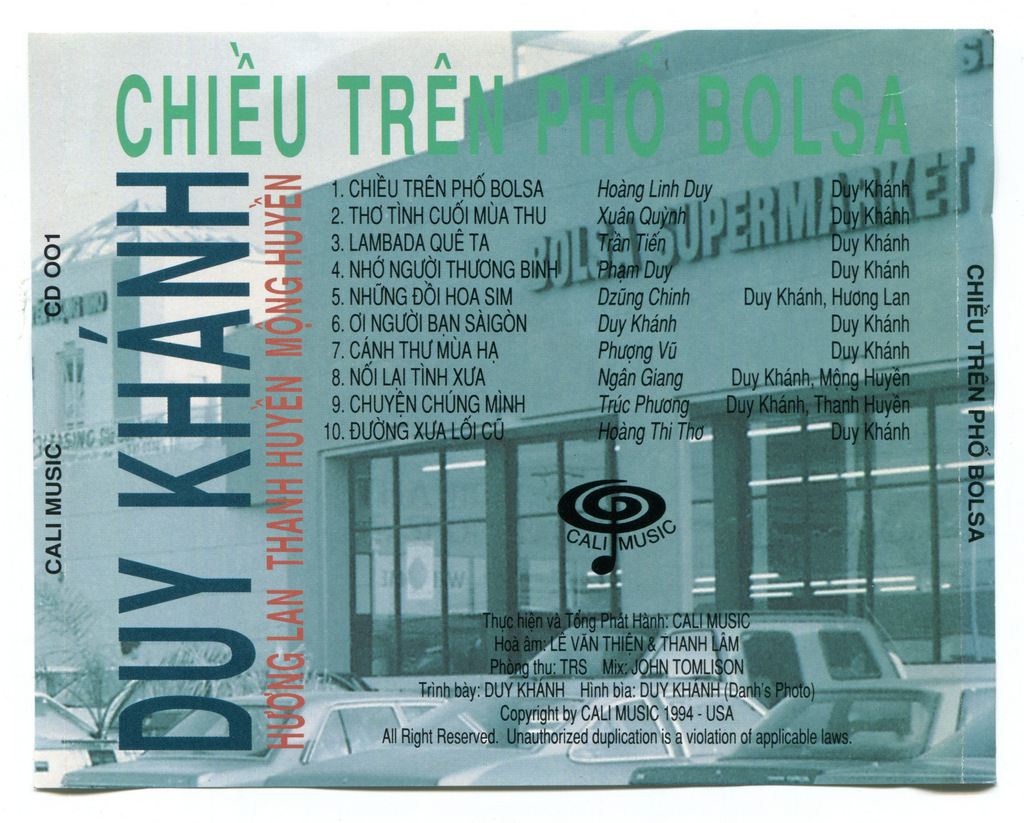 CHIỀU TRÊN PHỐ BOLSA
DUY KHÁNH
HƯƠNG LAN THANH HUYỀN MỘNG HUYỀN
CD OO1
CALI MUSIC
CHIỀU TRÊN PHỐ BOLSA
BOLSA SUPERMARKET
1. CHIỀU TRÊN PHỐ BOLSA Hoàng Linh Duy Duy Khánh
2. THƠ TÌNH CUỐI MÙA THU Xuân Quỳnh Duy Khánh
3. LAMBADA QUÊ TA Trần Tiến Duy Khánh
4. NHỚ NGƯỜI THƯƠNG BINH Phạm Duy Duy Khánh
5. NHỮNG ĐỒI HOA SIM Dzũng Chinh Duy Khánh, Hương Lan
6. ƠI NGƯỜI BẠN SÀIGÒN Duy Khánh Duy Khánh
7. CÁNH THƯ MÙA HẠ Phượng Vũ Duy Khánh
8. NỐI LẠI TÌNH XƯA Ngân Giang Duy Khánh, Mộng Huyền
9. CHUYỆN CHÚNG MÌNH Trúc Phương Duy Khánh, Thanh Huyền
10. ĐƯỜNG XƯA LỐI CŨ Hoàng Thi Thơ Duy Khánh
CALI MUSIC
Thực hiện và Tổng Phát Hành: CALI MUSIC
Hoà âm: LÊ VĂN THIỆN & THANH LÂM
Phòng thu: TRS Mix: JOHN TOMLISON
Trình bày: DUY KHÁNH Hình bìa: DUY KHÁNH (Danh's Photo)
Copyright by CALI MUSIC 1994 - USA
All Right Reserved. Unauthorized duplication is a violation of applicable laws.